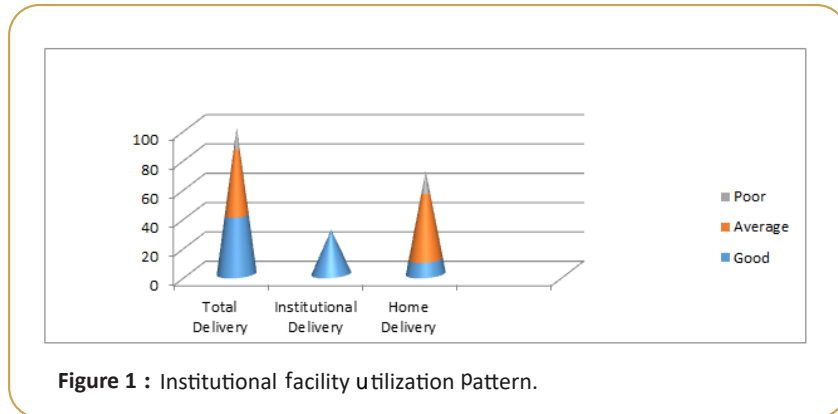 100
80
60
40
20
0
Total Delivery
Institutional Delivery
Home Delivery
Poor
Average
Good
Figure 1 : Institutional facility utilization Pattern.